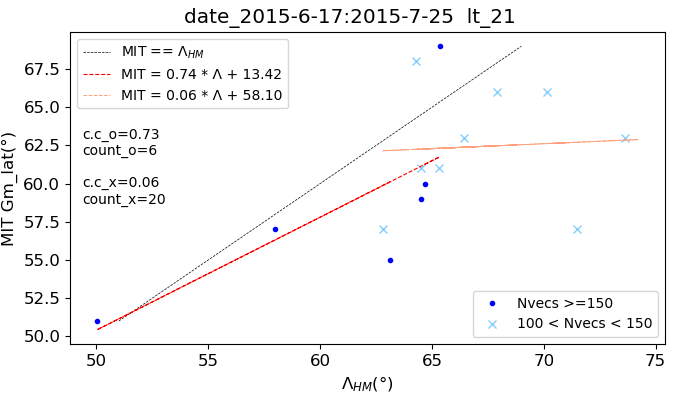 date_2015-6-17:2015-7-25  lt_21
MIT == Λ_HM
MIT = 0.74 * Λ + 13.42
MIT = 0.06 * Λ + 58.10
c.c_o=0.73
count_o=6
c.c_x=0.06
count_x=20
MIT Gm_lat(°)
67.5
65.0
62.5
60.0
57.5
55.0
52.5
50.0
Nvecs >=150
100 < Nvecs < 150
50 55 60 65 70 75
Λ_HM(°)